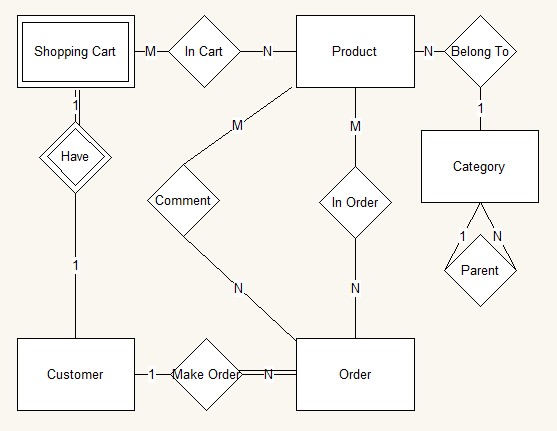 Shopping Cart
M
In Cart
N
Product
N
Belong To
1
Have
M
M
1
Category
Comment
In Order
1
N
Parent
1
N
N
Customer
1
Make Order
N
Order